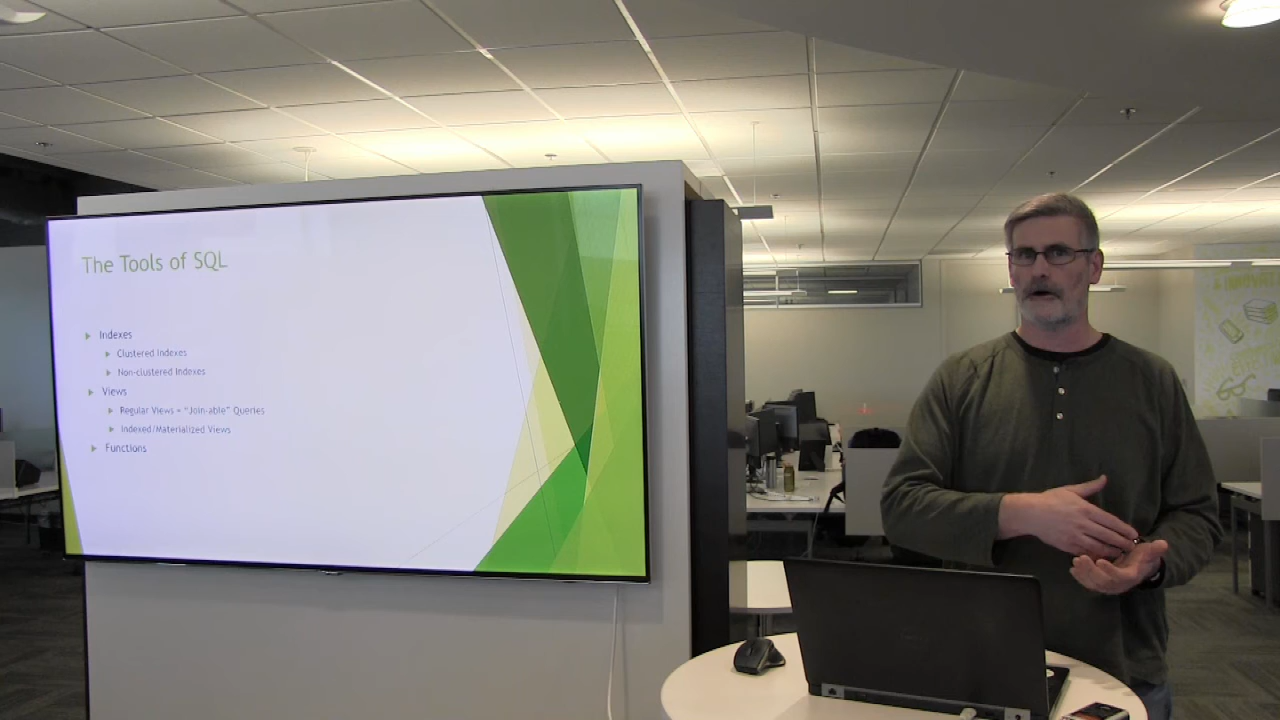 The Tools of SQL
Indexes
Clustered Indexes
Non-clustered Indexes
Views
Regular Views = "Join-able" Queries
Indexed/Materialized Views
Functions